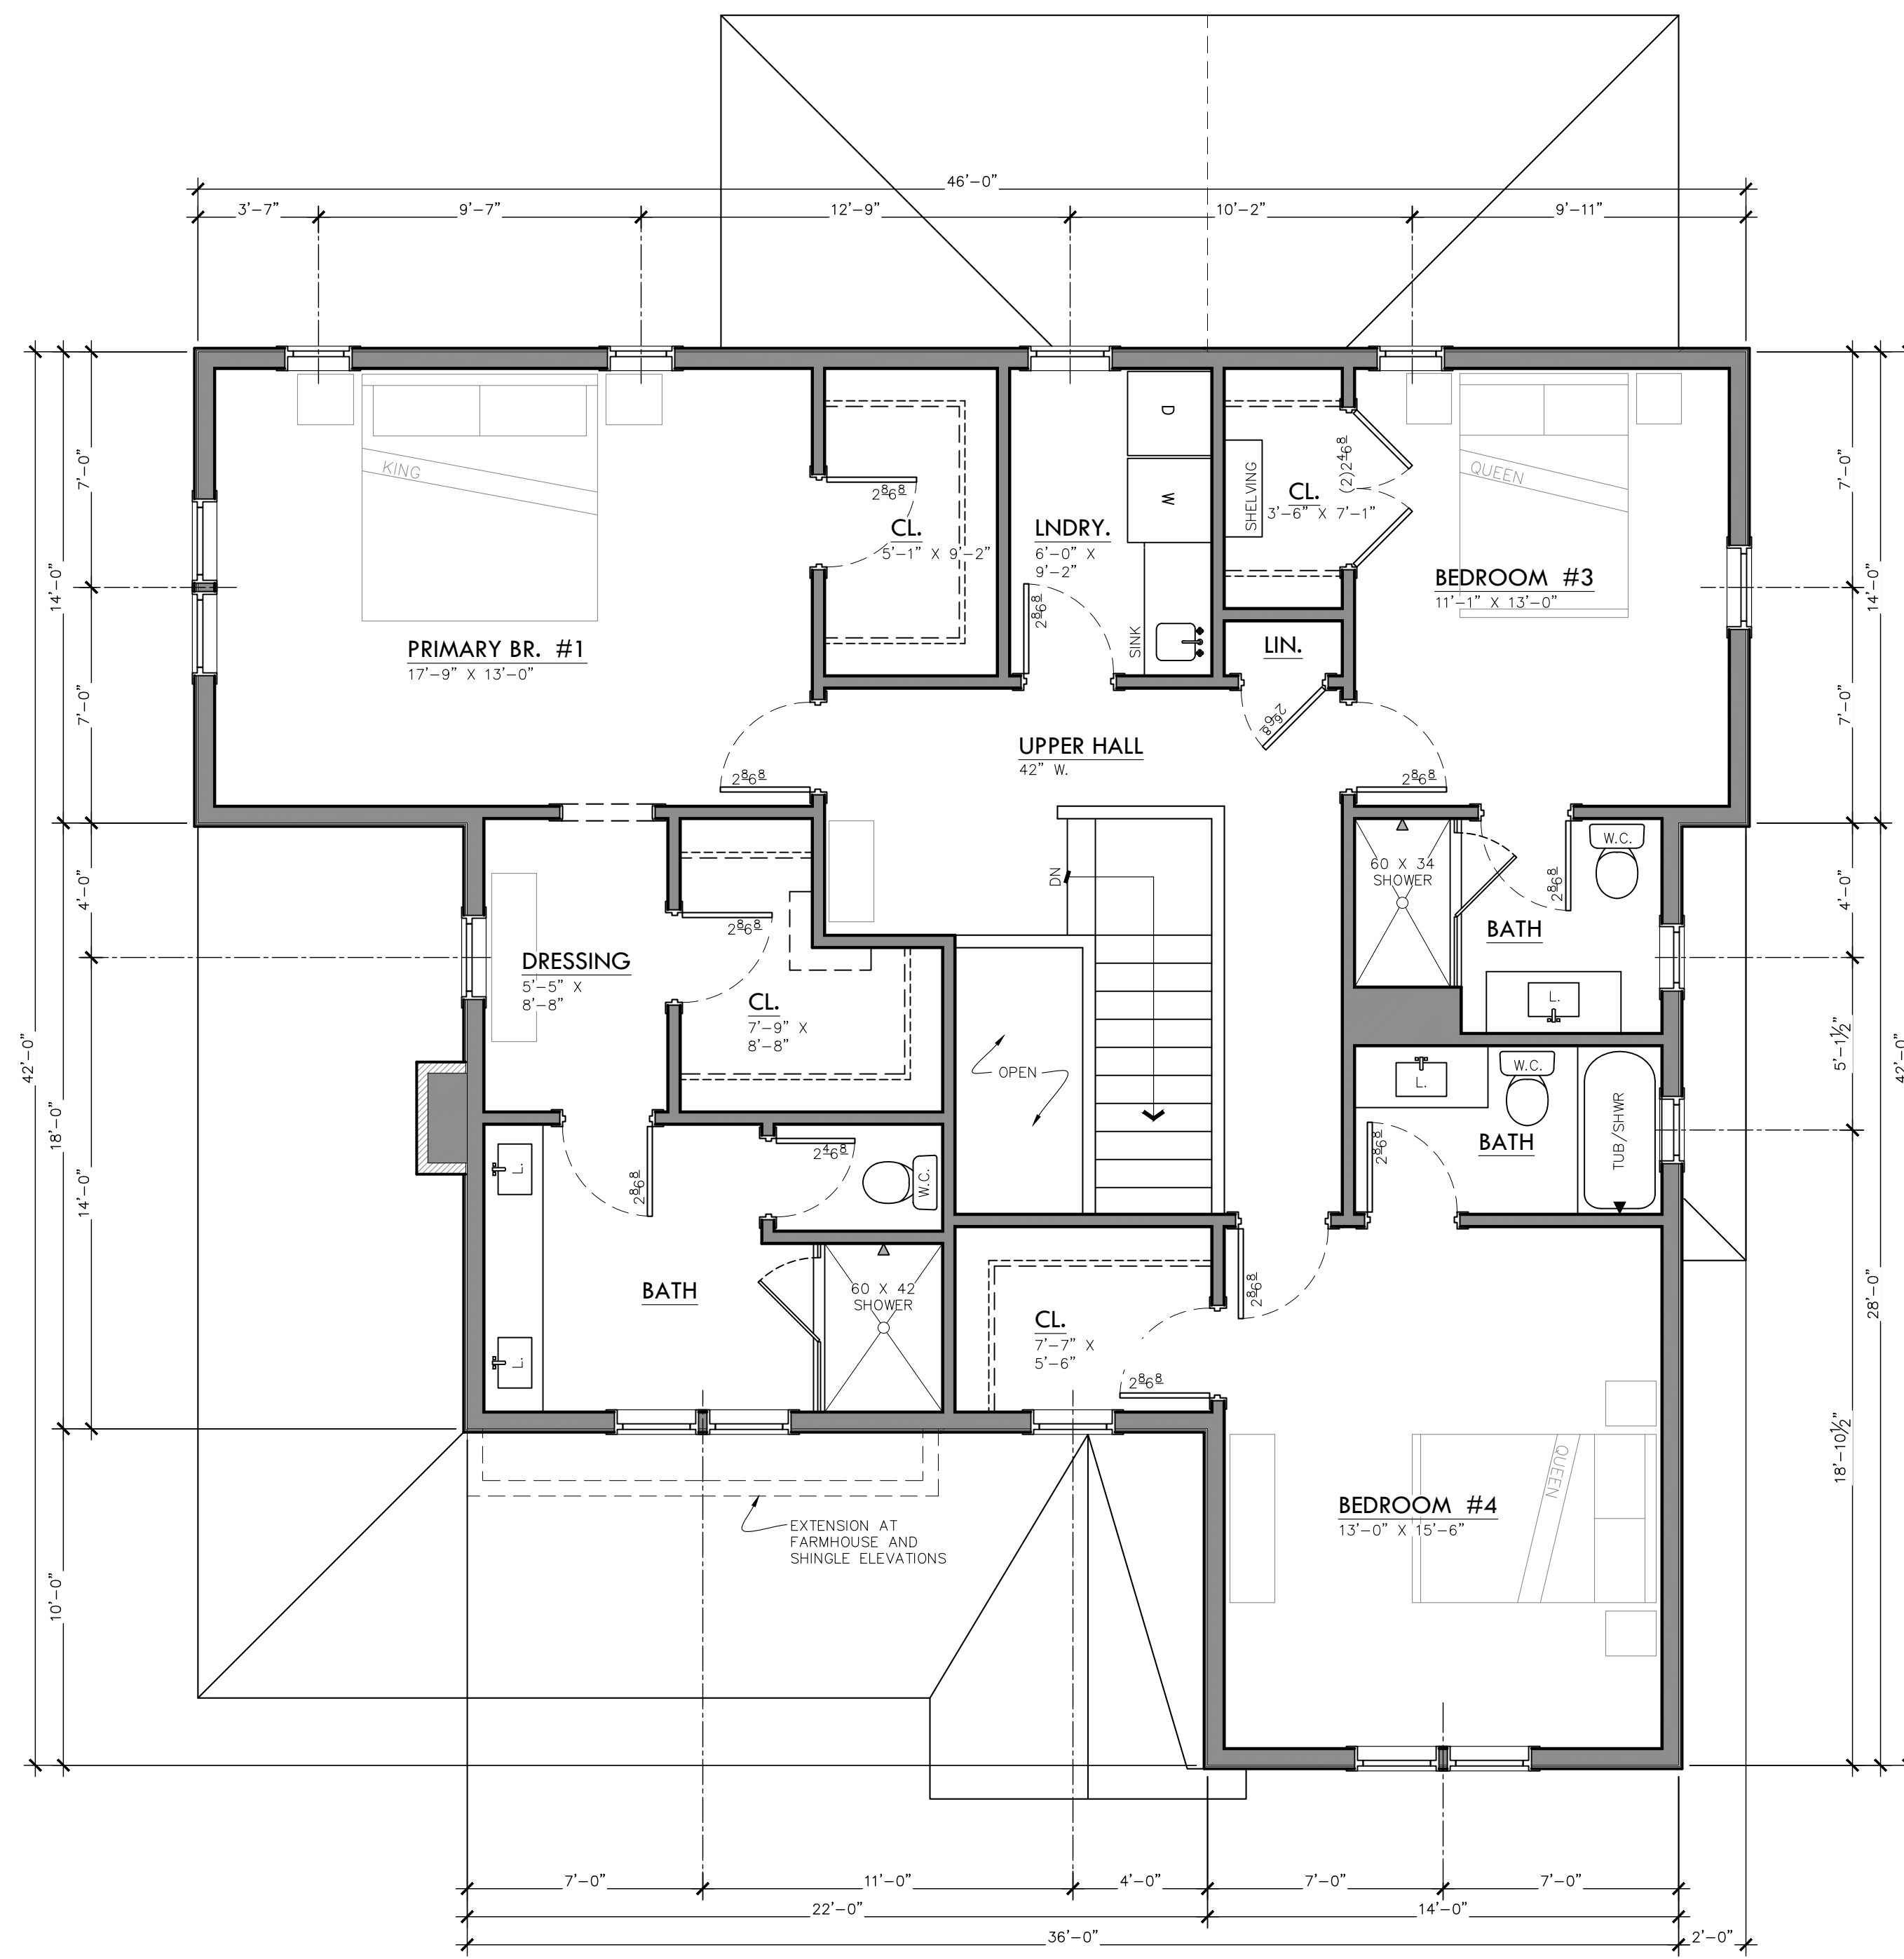 46'-0"
3'-7" 9'-7" 12'-9" 10'-2" 9'-11"
42'-0"
14'-0"
18'-0"
10'-0"
7'-0"
7'-0"
4'-0"
14'-0"
KING
PRIMARY BR. #1
17'-9" X 13'-0"
2⁸6⁸
2⁸6⁸
CL.
5'-1" X 9'-2"
LNDRY.
6'-0" X
9'-2"
2⁸6⁸
D
W
SINK
SHELVING
CL.
3'-6" X 7'-1"
(2)2⁴6⁸
LIN.
2⁶6⁸
QUEEN
BEDROOM #3
11'-1" X 13'-0"
2⁸6⁸
UPPER HALL
42" W.
DN
OPEN
DRESSING
5'-5" X
8'-8"
2⁸6⁸
CL.
7'-9" X
8'-8"
60 X 34
SHOWER
2⁸6⁸
W.C.
BATH
L.
L.
W.C.
BATH
TUB/SHWR
2⁸6⁸
L.
L.
2⁸6⁸
2⁴6⁸
W.C.
BATH
60 X 42
SHOWER
CL.
7'-7" X
5'-6"
2⁸6⁸
2⁸6⁸
BEDROOM #4
13'-0" X 15'-6"
QUEEN
EXTENSION AT
FARMHOUSE AND
SHINGLE ELEVATIONS
7'-0"
7'-0"
4'-0"
5'-1½"
18'-10½"
14'-0"
28'-0"
42'-0"
7'-0" 11'-0" 4'-0" 7'-0" 7'-0"
22'-0" 14'-0"
36'-0" 2'-0"